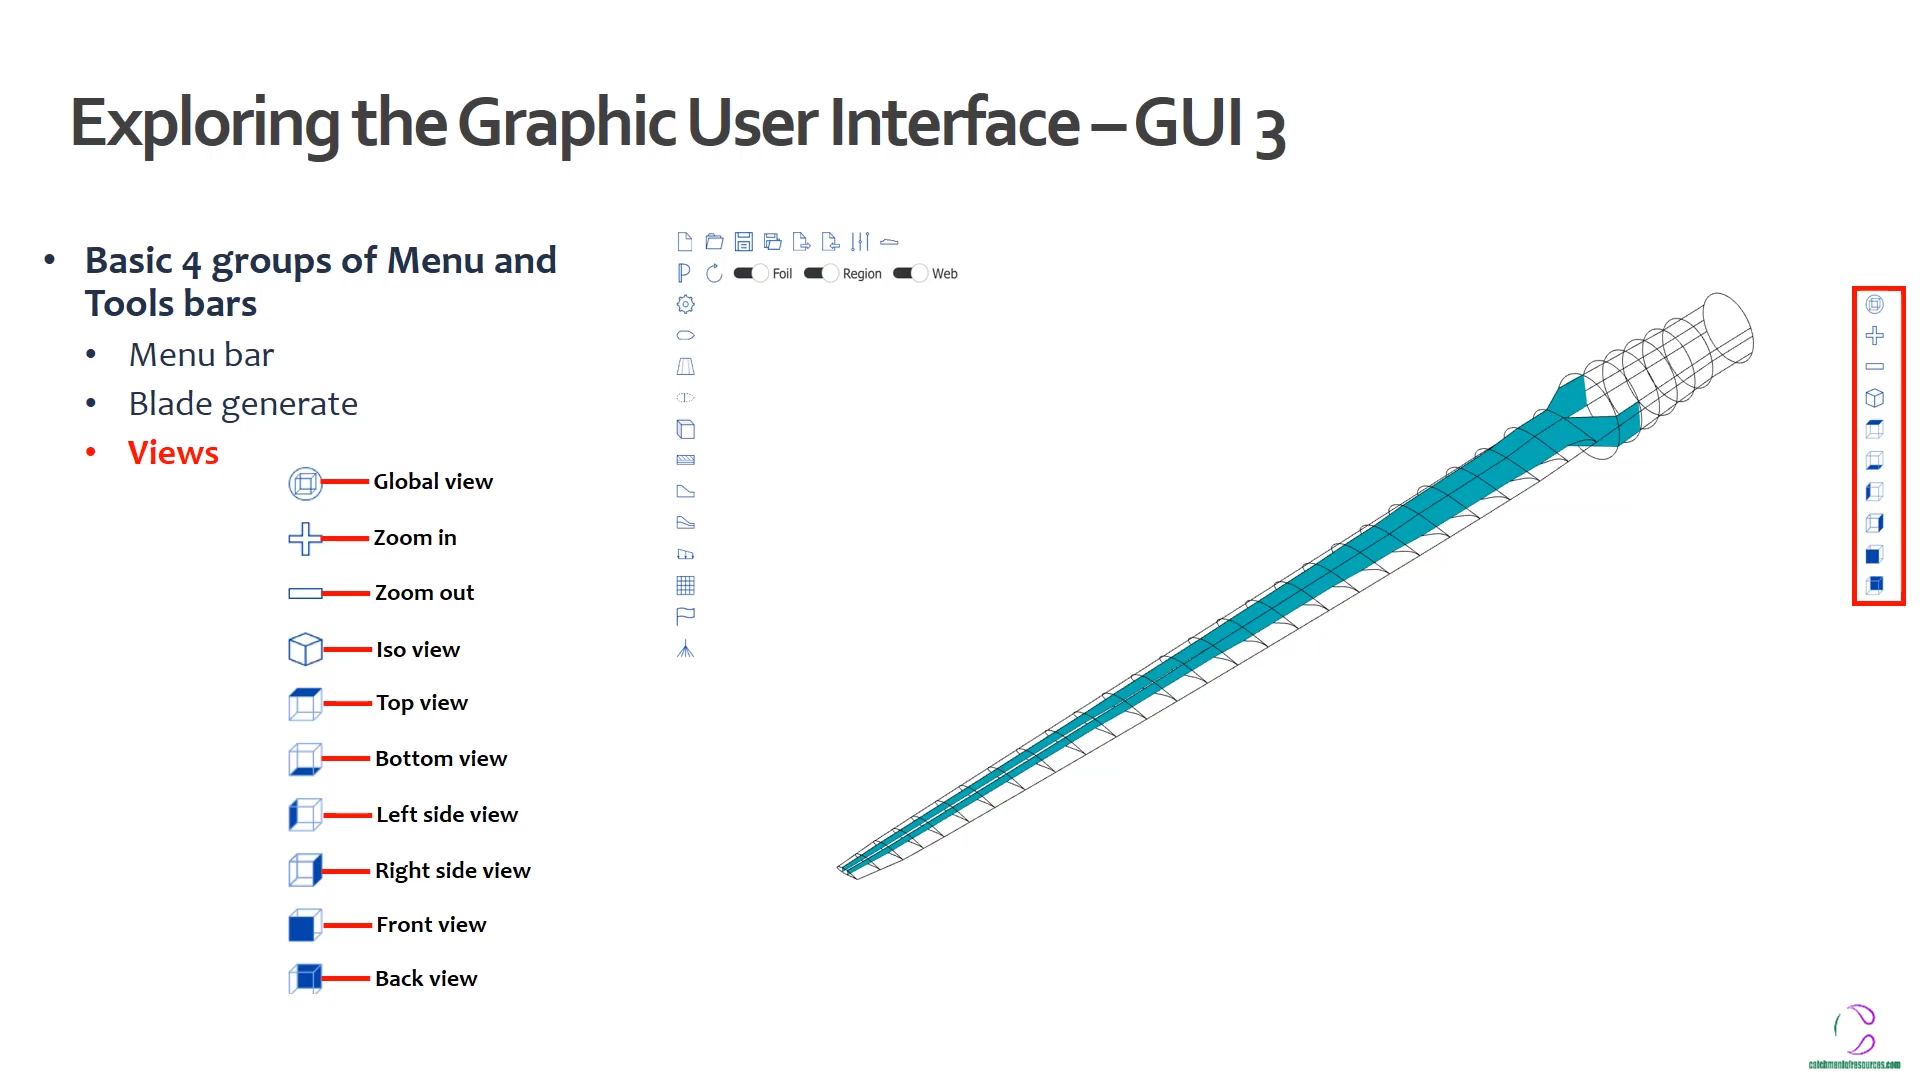 Exploring the Graphic User Interface – GUI 3
• Basic 4 groups of Menu and
Tools bars
• Menu bar
• Blade generate
• Views
Global view
Zoom in
Zoom out
Iso view
Top view
Bottom view
Left side view
Right side view
Front view
Back view
Foil Region Web
catchmentofresources.com